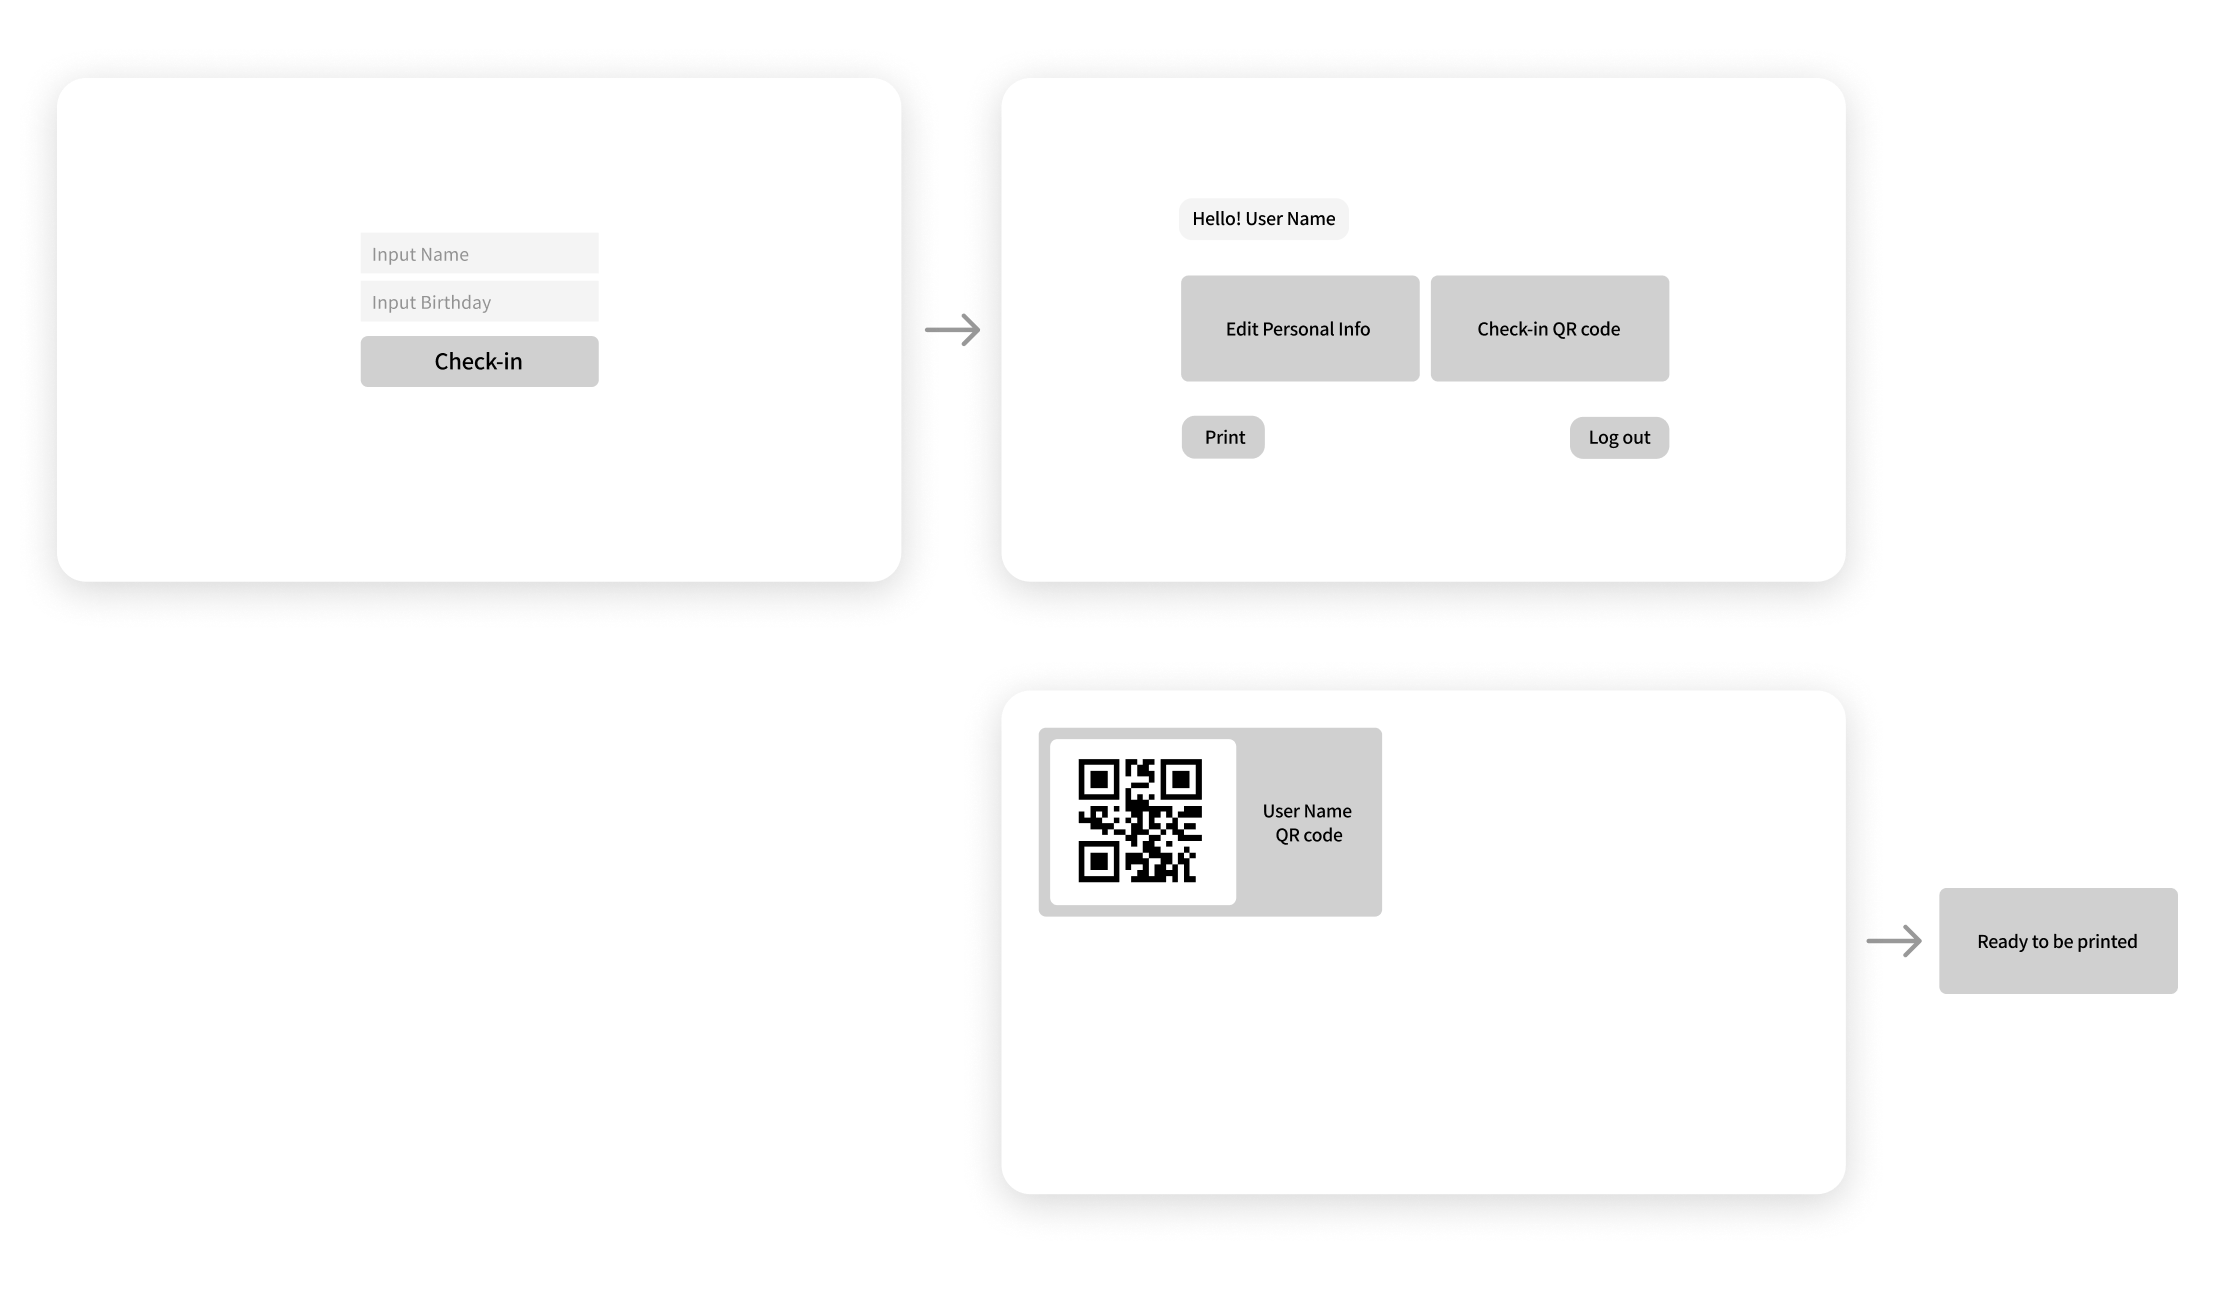 Input Name
Input Birthday
Check-in
Hello! User Name
Edit Personal Info
Check-in QR code
Print
Log out
User Name
QR code
Ready to be printed